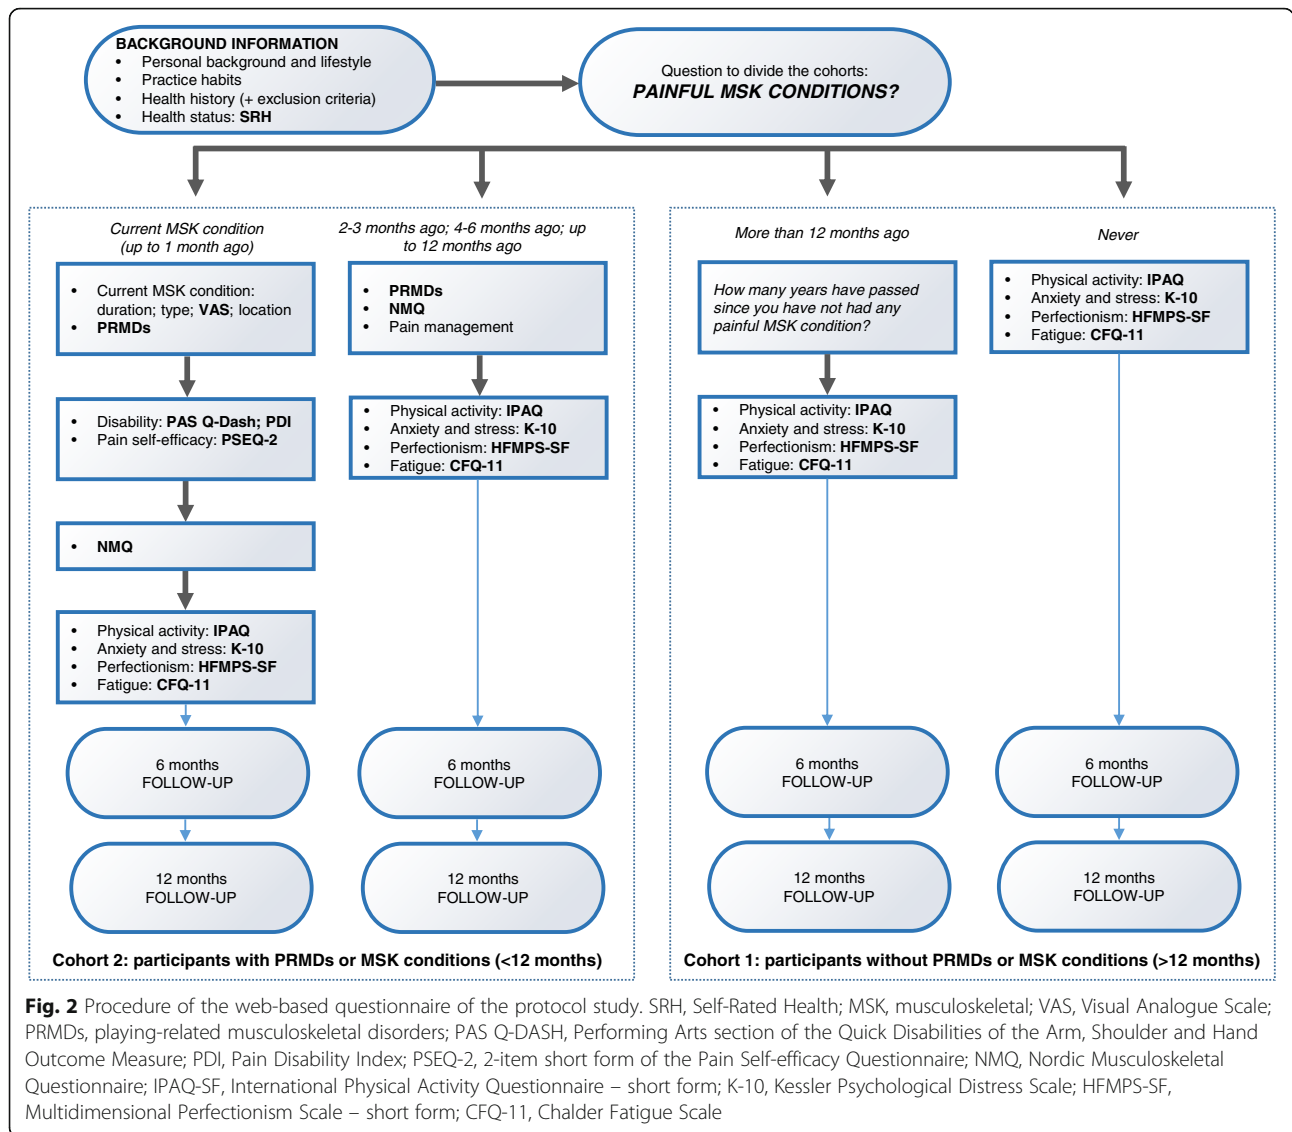 BACKGROUND INFORMATION
• Personal background and lifestyle
• Practice habits
• Health history (+ exclusion criteria)
• Health status: SRH
Question to divide the cohorts:
PAINFUL MSK CONDITIONS?
Current MSK condition
(up to 1 month ago)
• Current MSK condition:
duration; type; VAS; location
• PRMDs
• Disability: PAS Q-Dash; PDI
• Pain self-efficacy: PSEQ-2
• NMQ
• Physical activity: IPAQ
• Anxiety and stress: K-10
• Perfectionism: HFMPS-SF
• Fatigue: CFQ-11
6 months
FOLLOW-UP
12 months
FOLLOW-UP
2-3 months ago; 4-6 months ago; up
to 12 months ago
• PRMDs
• NMQ
• Pain management
• Physical activity: IPAQ
• Anxiety and stress: K-10
• Perfectionism: HFMPS-SF
• Fatigue: CFQ-11
6 months
FOLLOW-UP
12 months
FOLLOW-UP
Cohort 2: participants with PRMDs or MSK conditions (<12 months)
More than 12 months ago
How many years have passed
since you have not had any
painful MSK condition?
• Physical activity: IPAQ
• Anxiety and stress: K-10
• Perfectionism: HFMPS-SF
• Fatigue: CFQ-11
6 months
FOLLOW-UP
12 months
FOLLOW-UP
Never
• Physical activity: IPAQ
• Anxiety and stress: K-10
• Perfectionism: HFMPS-SF
• Fatigue: CFQ-11
6 months
FOLLOW-UP
12 months
FOLLOW-UP
Cohort 1: participants without PRMDs or MSK conditions (>12 months)
Fig. 2 Procedure of the web-based questionnaire of the protocol study. SRH, Self-Rated Health; MSK, musculoskeletal; VAS, Visual Analogue Scale;
PRMDs, playing-related musculoskeletal disorders; PAS Q-DASH, Performing Arts section of the Quick Disabilities of the Arm, Shoulder and Hand
Outcome Measure; PDI, Pain Disability Index; PSEQ-2, 2-item short form of the Pain Self-efficacy Questionnaire; NMQ, Nordic Musculoskeletal
Questionnaire; IPAQ-SF, International Physical Activity Questionnaire – short form; K-10, Kessler Psychological Distress Scale; HFMPS-SF,
Multidimensional Perfectionism Scale – short form; CFQ-11, Chalder Fatigue Scale